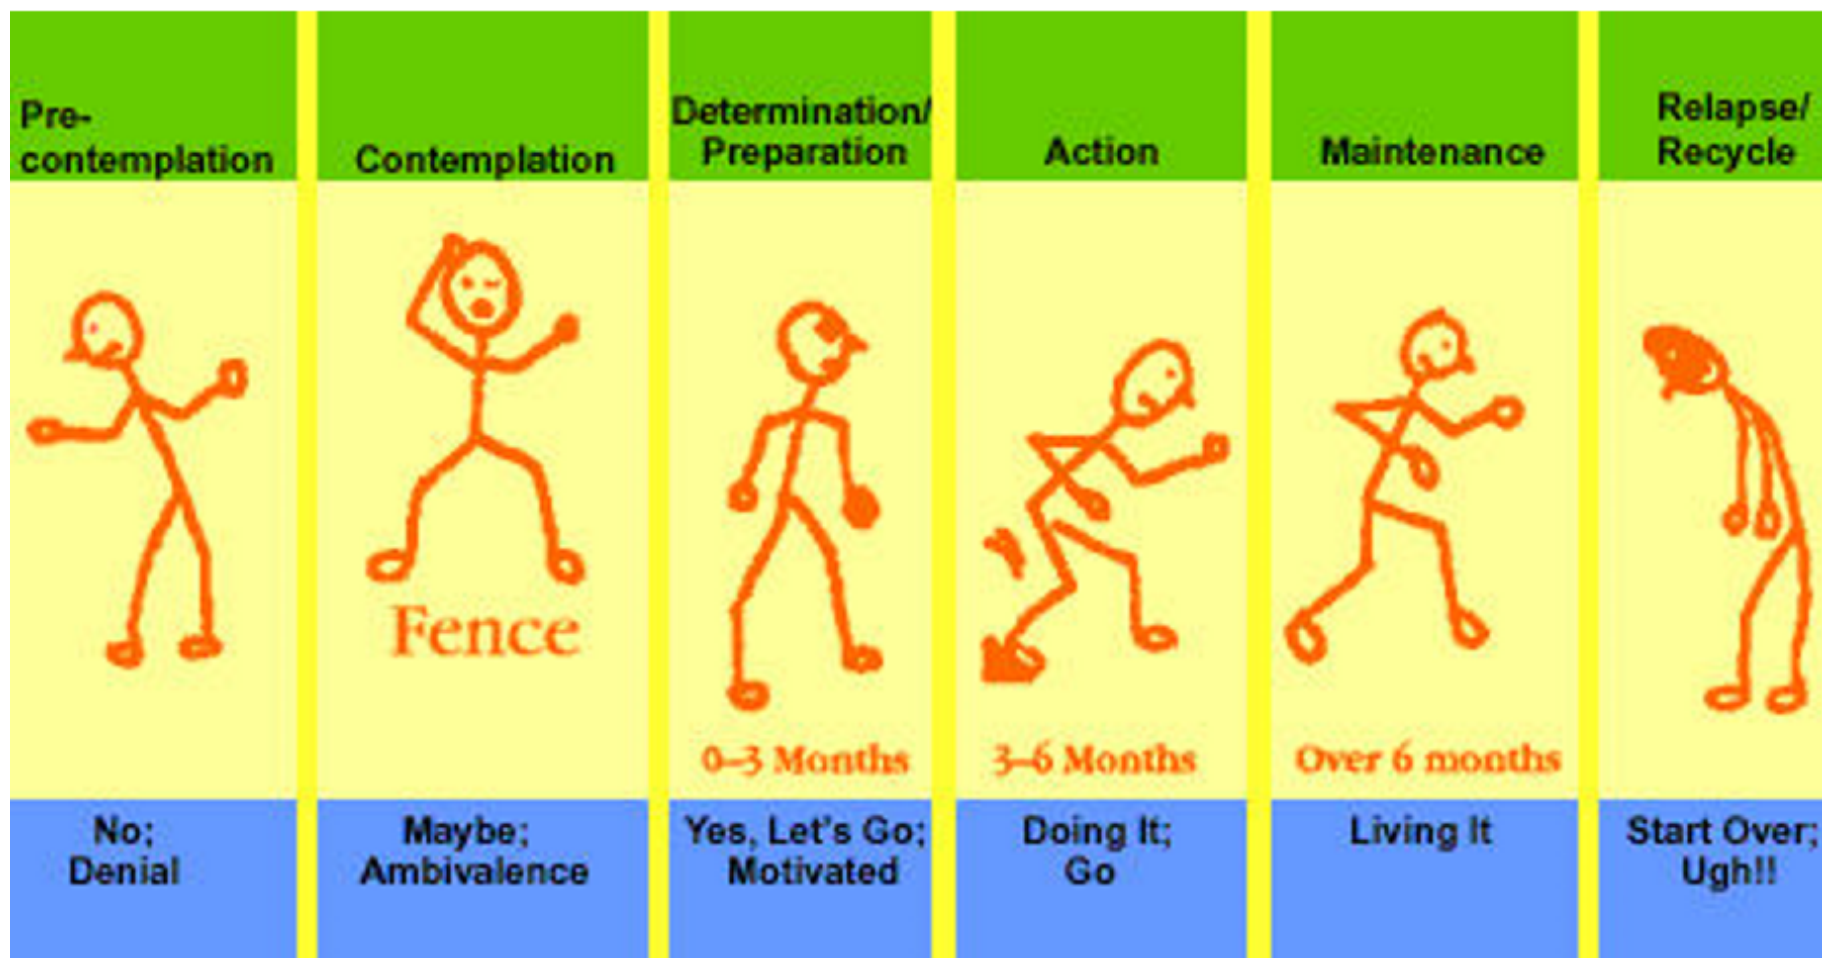 Pre-
contemplation
Contemplation
Determination/
Preparation
Action
Maintenance
Relapse/
Recycle
Fence
0–3 Months
3–6 Months
Over 6 months
No;
Denial
Maybe;
Ambivalence
Yes, Let's Go;
Motivated
Doing It;
Go
Living It
Start Over;
Ugh!!